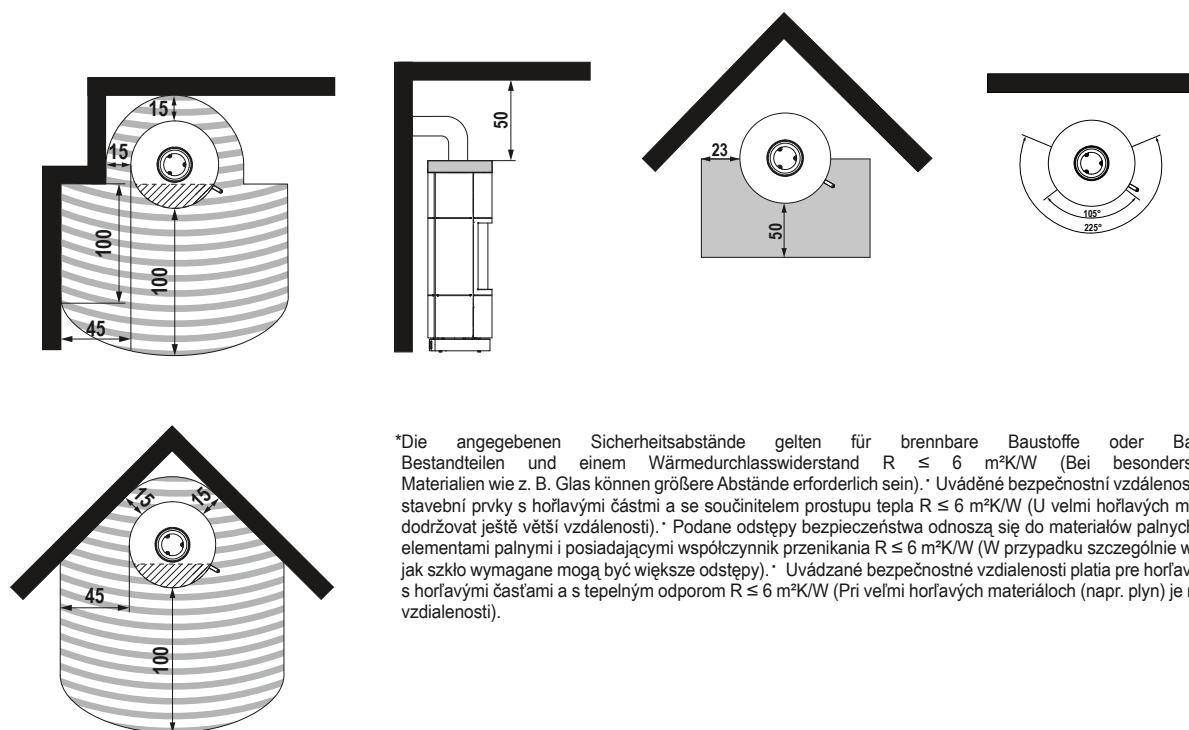 15
15
100
100
45
50
23
50
105°
225°
15
15
45
100
*Die angegebenen Sicherheitsabstände gelten für brennbare Baustoffe oder Ba
Bestandteilen und einem Wärmedurchlasswiderstand R ≤ 6 m²K/W (Bei besonders
Materialien wie z. B. Glas können größere Abstände erforderlich sein). * Uváděné bezpečnostní vzdálenos
stavební prvky s hořlavými částmi a se součinitelem prostupu tepla R ≤ 6 m²K/W (U velmi hořlavých m
dodržovat ještě větší vzdálenosti). * Podane odstępy bezpieczeństwa odnoszą się do materiałów palnych
elementami palnymi i posiadającymi współczynnik przenikania R ≤ 6 m²K/W (W przypadku szczególnie w
jak szkło wymagane mogą być większe odstępy). * Uvádzané bezpečnostné vzdialenosti platia pre horľav
s horľavými časťami a s tepelným odporom R ≤ 6 m²K/W (Pri veľmi horľavých materiáloch (napr. plyn) je
vzdialenosti).